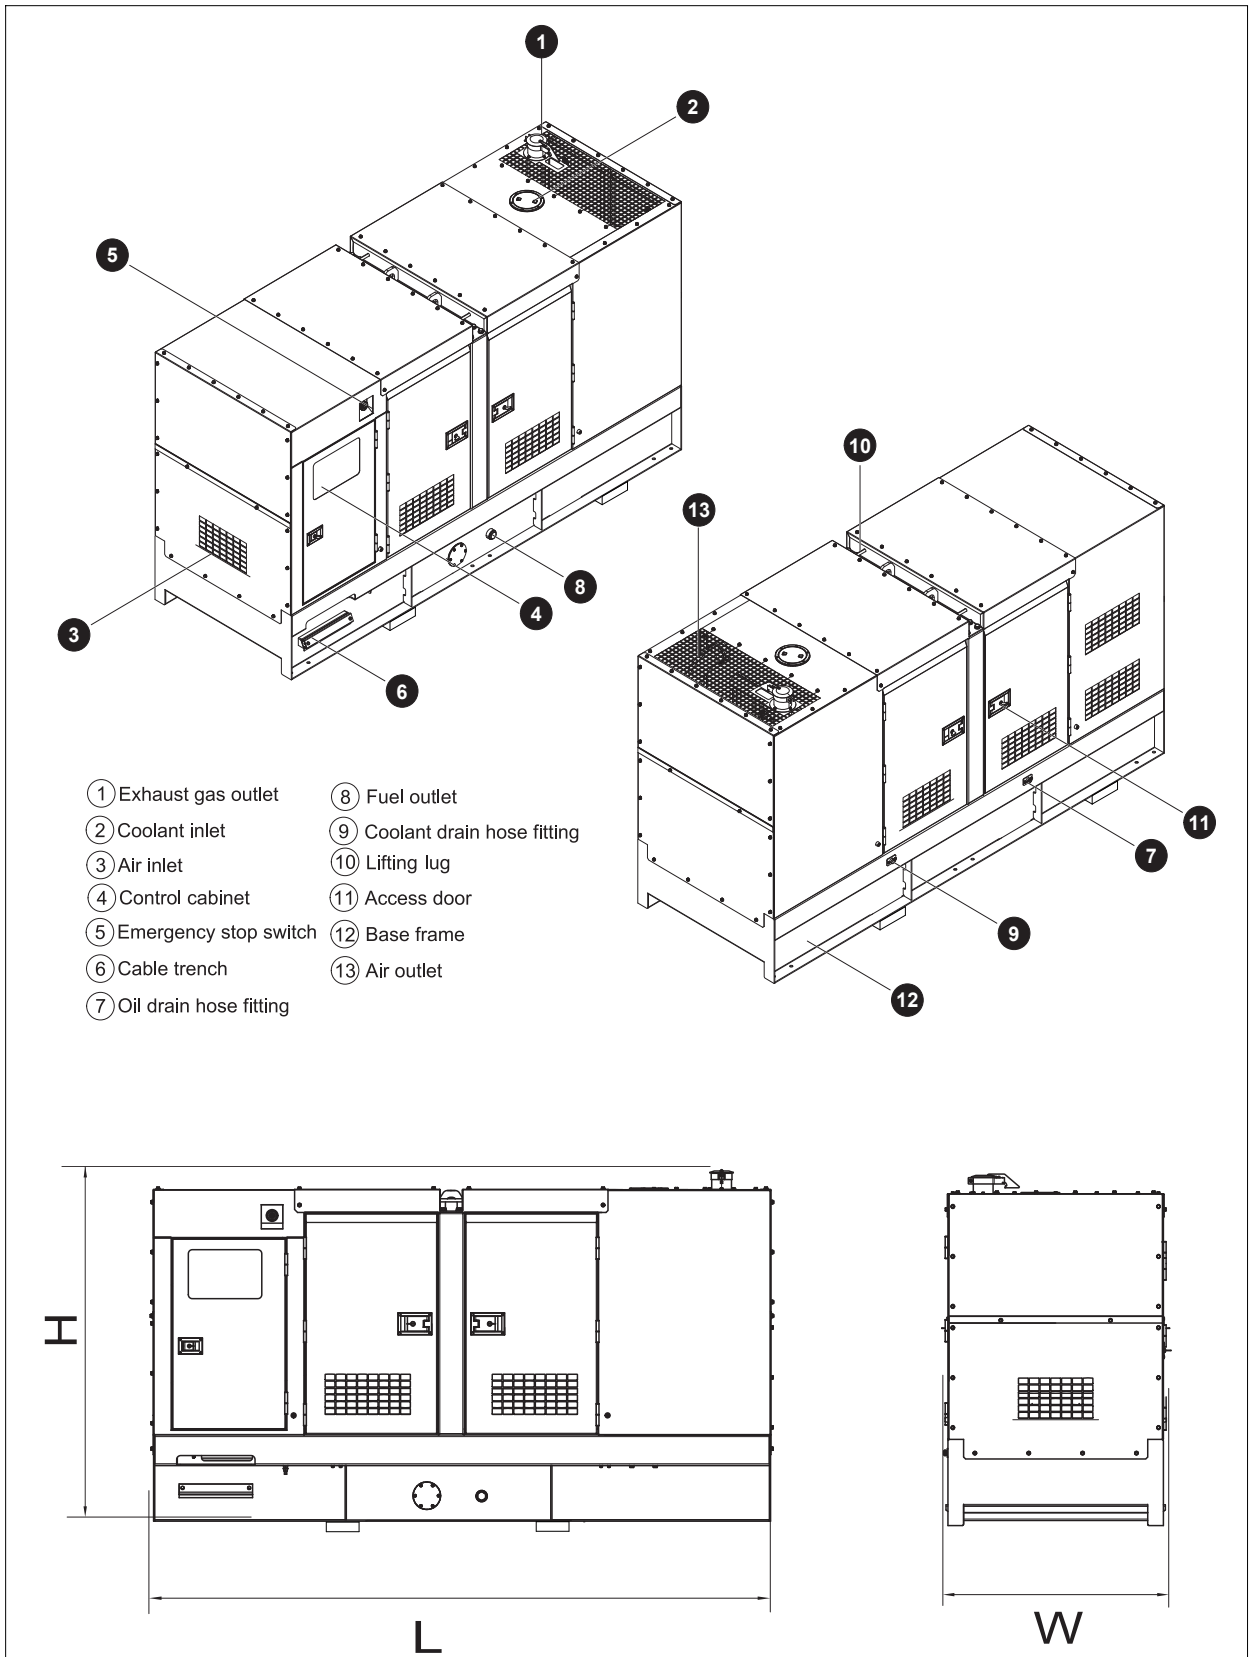 1
2
5
10
13
8
4
3
6
11
7
9
12
1 Exhaust gas outlet
2 Coolant inlet
3 Air inlet
4 Control cabinet
5 Emergency stop switch
6 Cable trench
7 Oil drain hose fitting
8 Fuel outlet
9 Coolant drain hose fitting
10 Lifting lug
11 Access door
12 Base frame
13 Air outlet
H
L
W